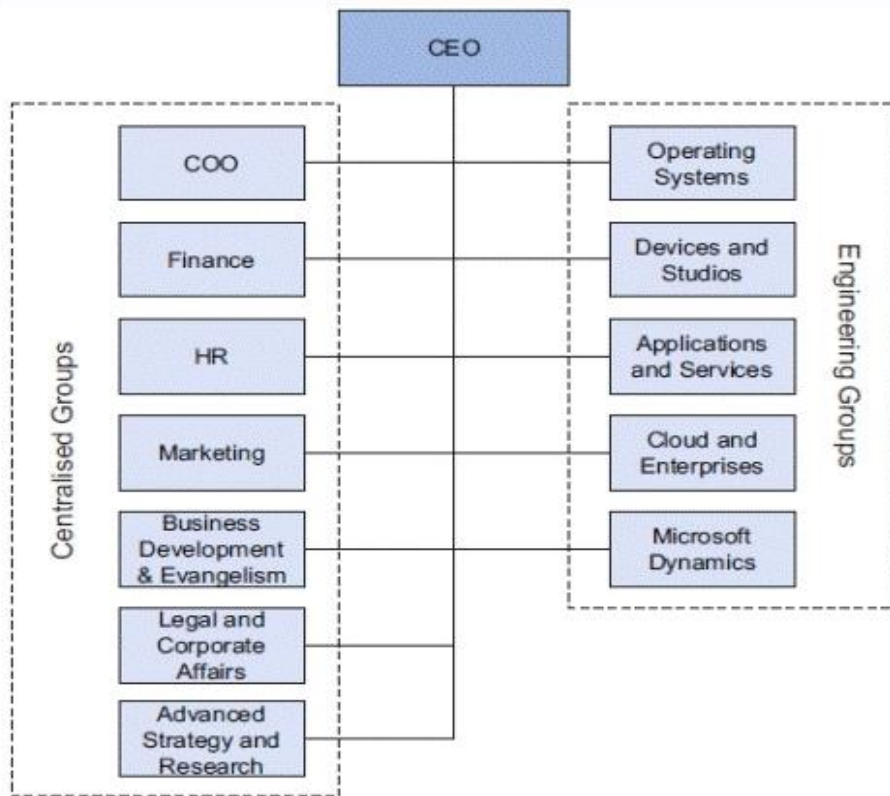 CEO
Centralised Groups
COO
Finance
HR
Marketing
Business
Development
& Evangelism
Legal and
Corporate
Affairs
Advanced
Strategy and
Research
Operating
Systems
Devices and
Studios
Applications
and Services
Cloud and
Enterprises
Microsoft
Dynamics
Engineering Groups